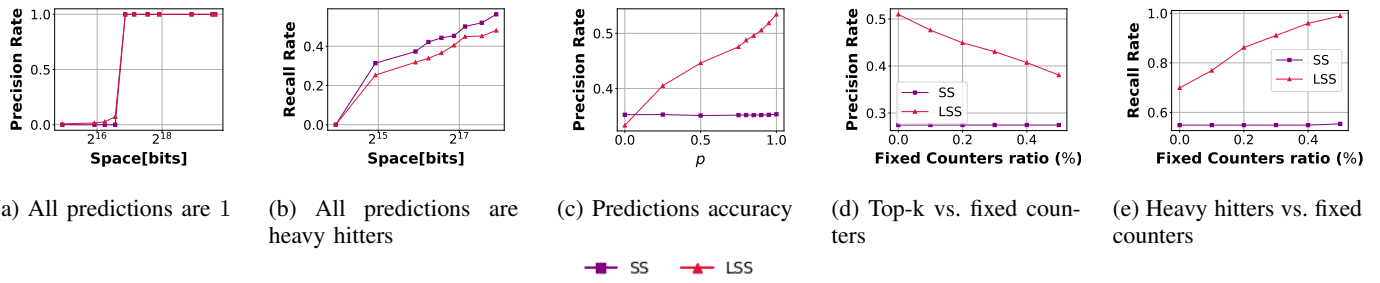 Precision Rate
1.0
0.5
0.0
2^16
2^18
Space[bits]
Recall Rate
0.4
0.2
0.0
2^15
2^17
Space[bits]
Precision Rate
0.5
0.4
0.0
0.5
1.0
p
Precision Rate
0.5
0.4
0.3
SS
LSS
0.0
0.2
0.4
Fixed Counters ratio (%)
Recall Rate
1.0
0.8
0.6
SS
LSS
0.0
0.2
0.4
Fixed Counters ratio (%)
a) All predictions are 1
(b) All predictions are
heavy hitters
(c) Predictions accuracy
(d) Top-k vs. fixed coun-
ters
(e) Heavy hitters vs. fixed
counters
SS
LSS